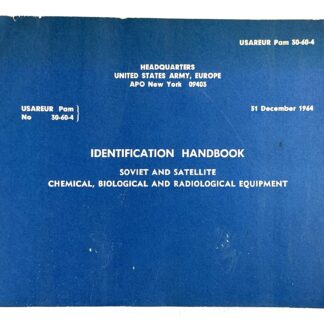 USAREUR Pam 30-60-4
HEADQUARTERS
UNITED STATES ARMY, EUROPE
APO New York 09403
USAREUR Pam
No 30-60-4
31 December 1964
IDENTIFICATION HANDBOOK
SOVIET AND SATELLITE
CHEMICAL, BIOLOGICAL AND RADIOLOGICAL EQUIPMENT